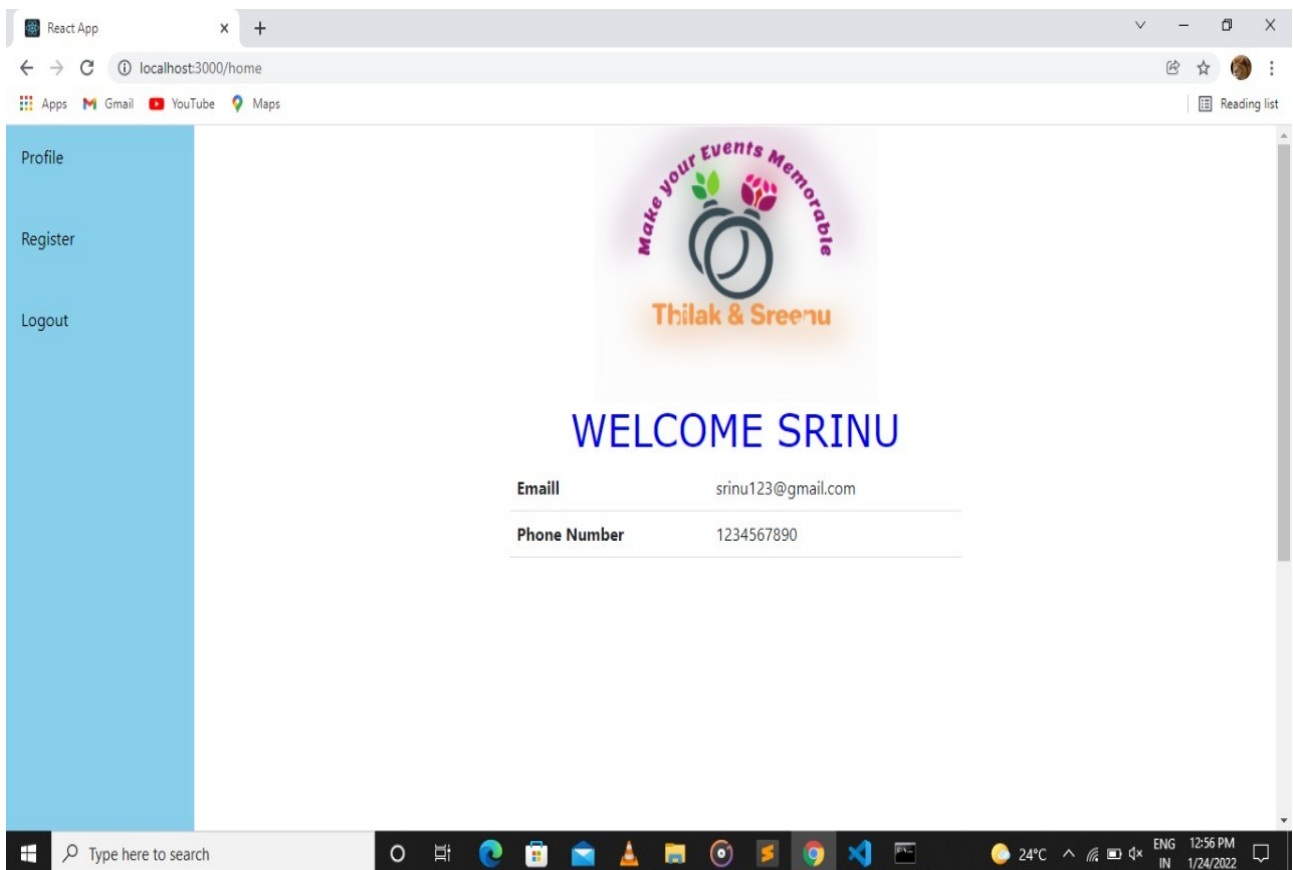 React App
localhost:3000/home
Apps Gmail YouTube Maps Reading list
Profile
Register
Logout
Make your Events Memorable
Thilak & Sreenu
WELCOME SRINU
Emaill srinu123@gmail.com
Phone Number 1234567890
Type here to search
24°C ENG 12:56 PM
IN 1/24/2022